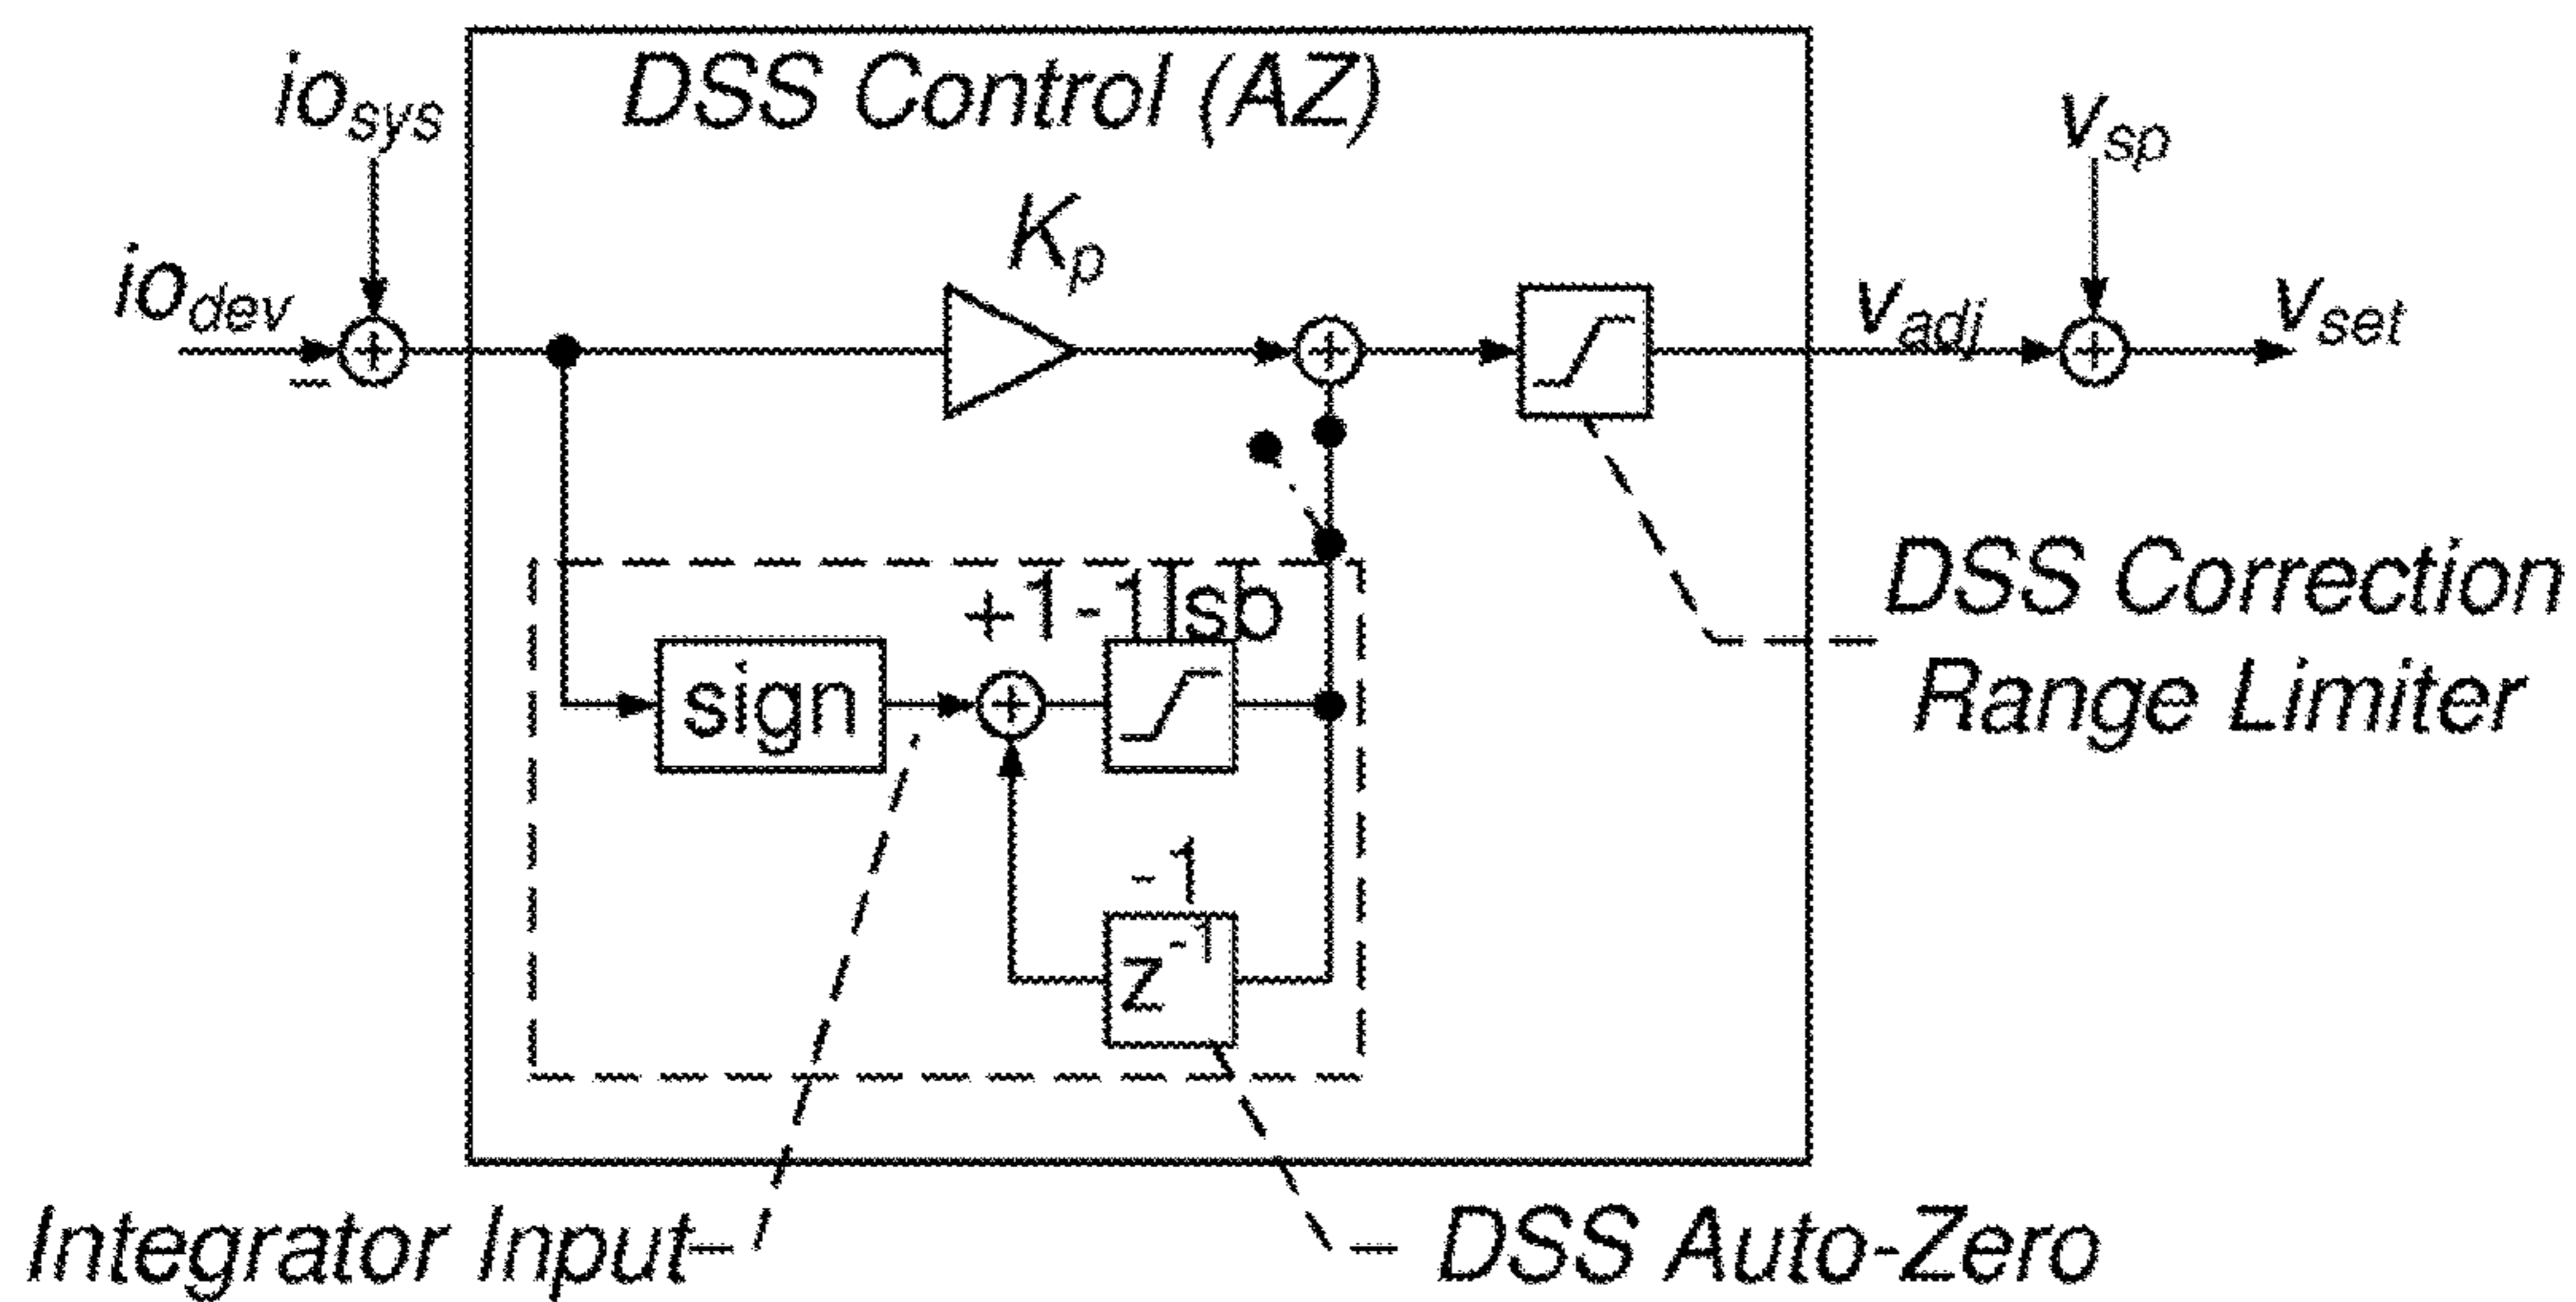 DSS Control (AZ)
io_sys
v_sp
K_p
io_dev
v_adj
v_set
-
+1-1lsb
sign
DSS Correction
Range Limiter
-1
z^-1
Integrator Input
DSS Auto-Zero